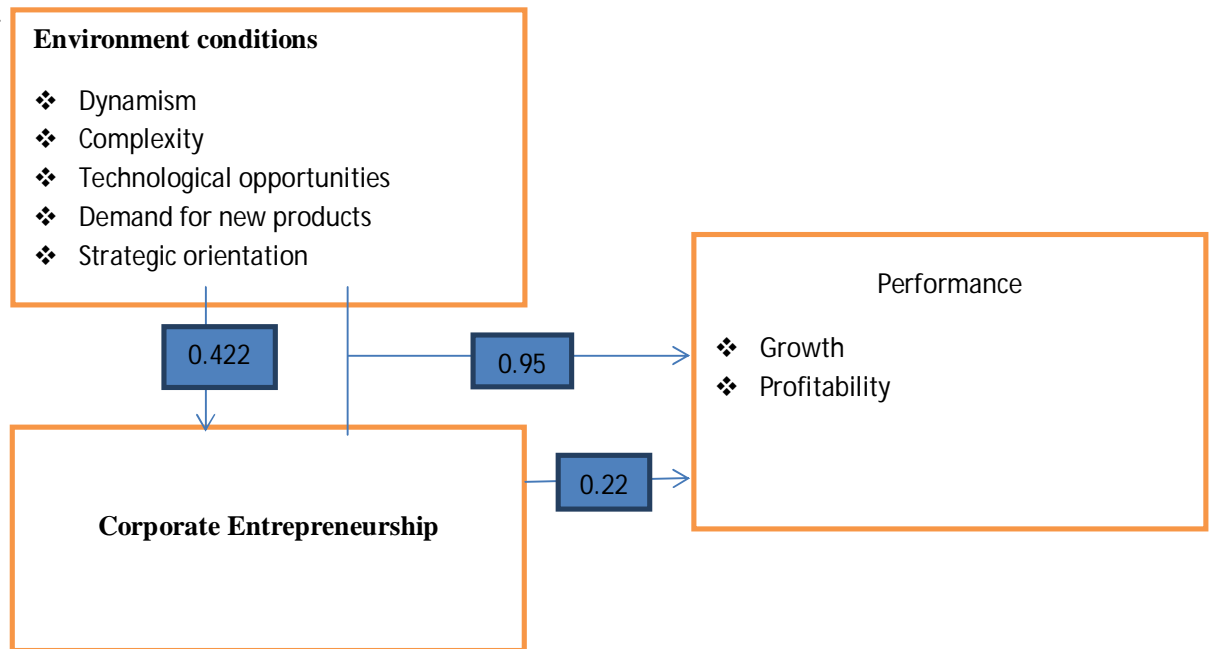 Environment conditions
❖ Dynamism
❖ Complexity
❖ Technological opportunities
❖ Demand for new products
❖ Strategic orientation
0.422
0.95
Performance
❖ Growth
❖ Profitability
0.22
Corporate Entrepreneurship